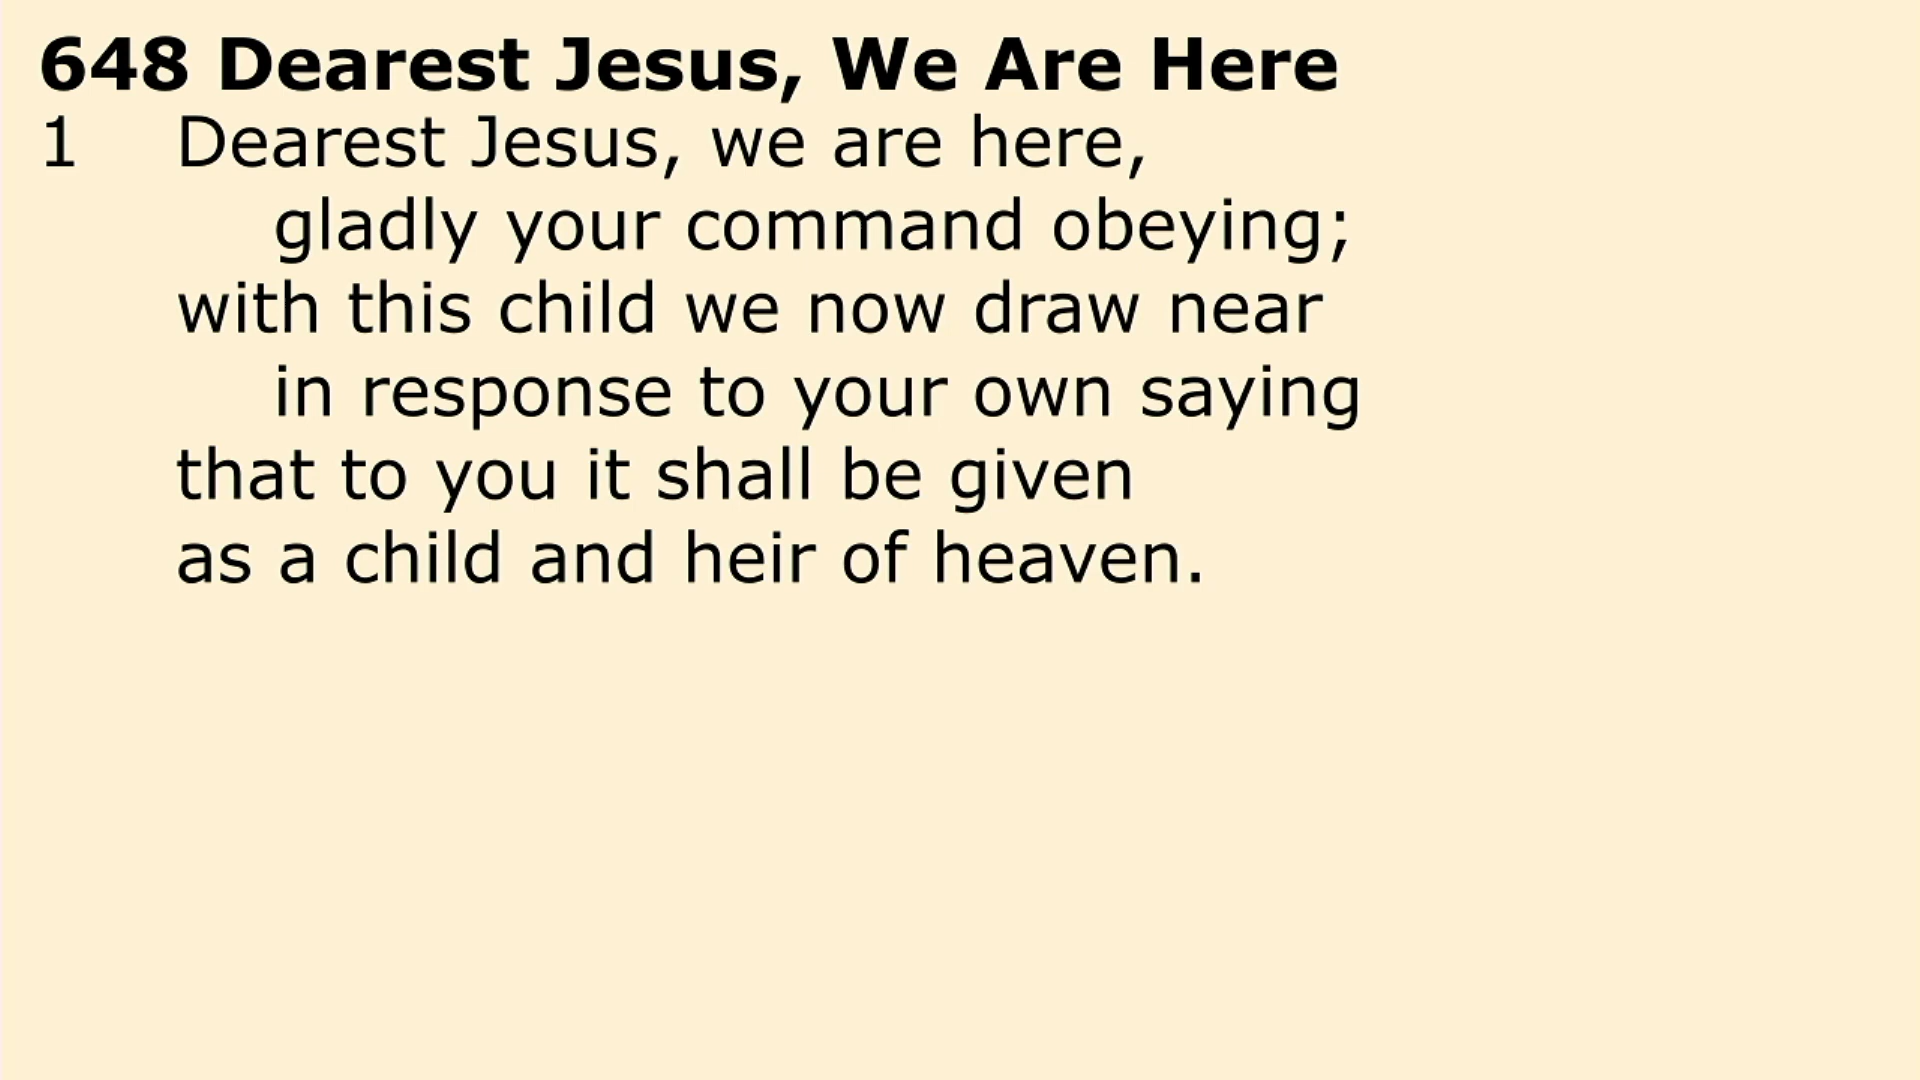 648 Dearest Jesus, We Are Here
1 Dearest Jesus, we are here,
gladly your command obeying;
with this child we now draw near
in response to your own saying
that to you it shall be given
as a child and heir of heaven.